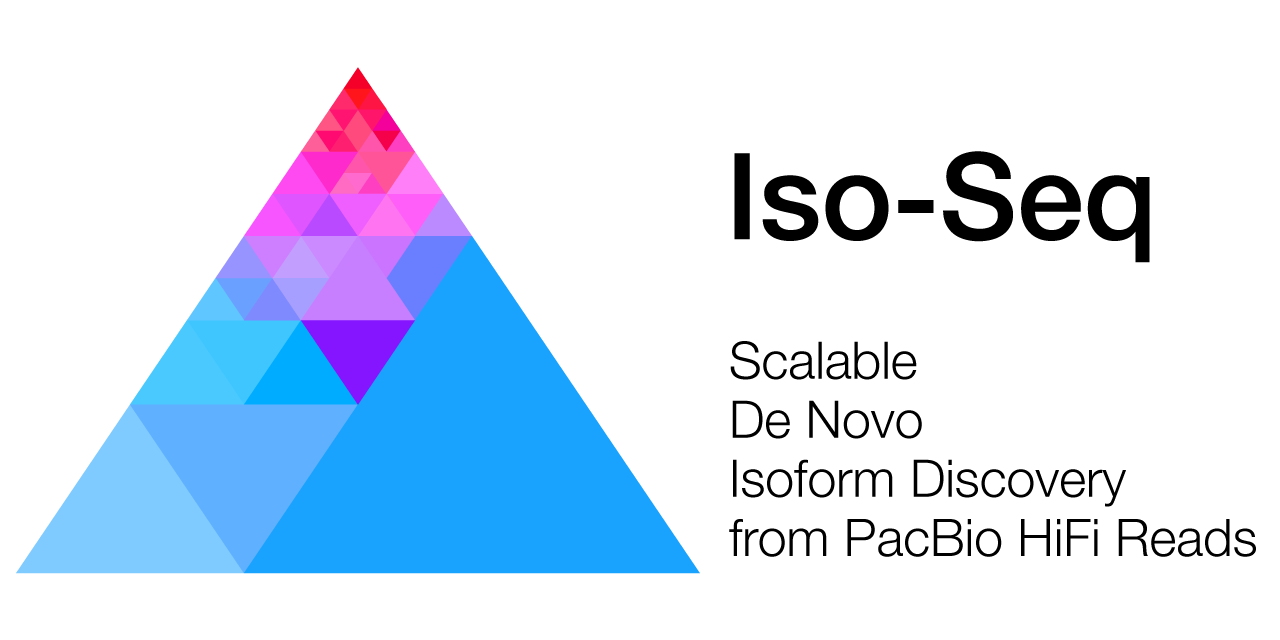 Iso-Seq
Scalable
De Novo
Isoform Discovery
from PacBio HiFi Reads